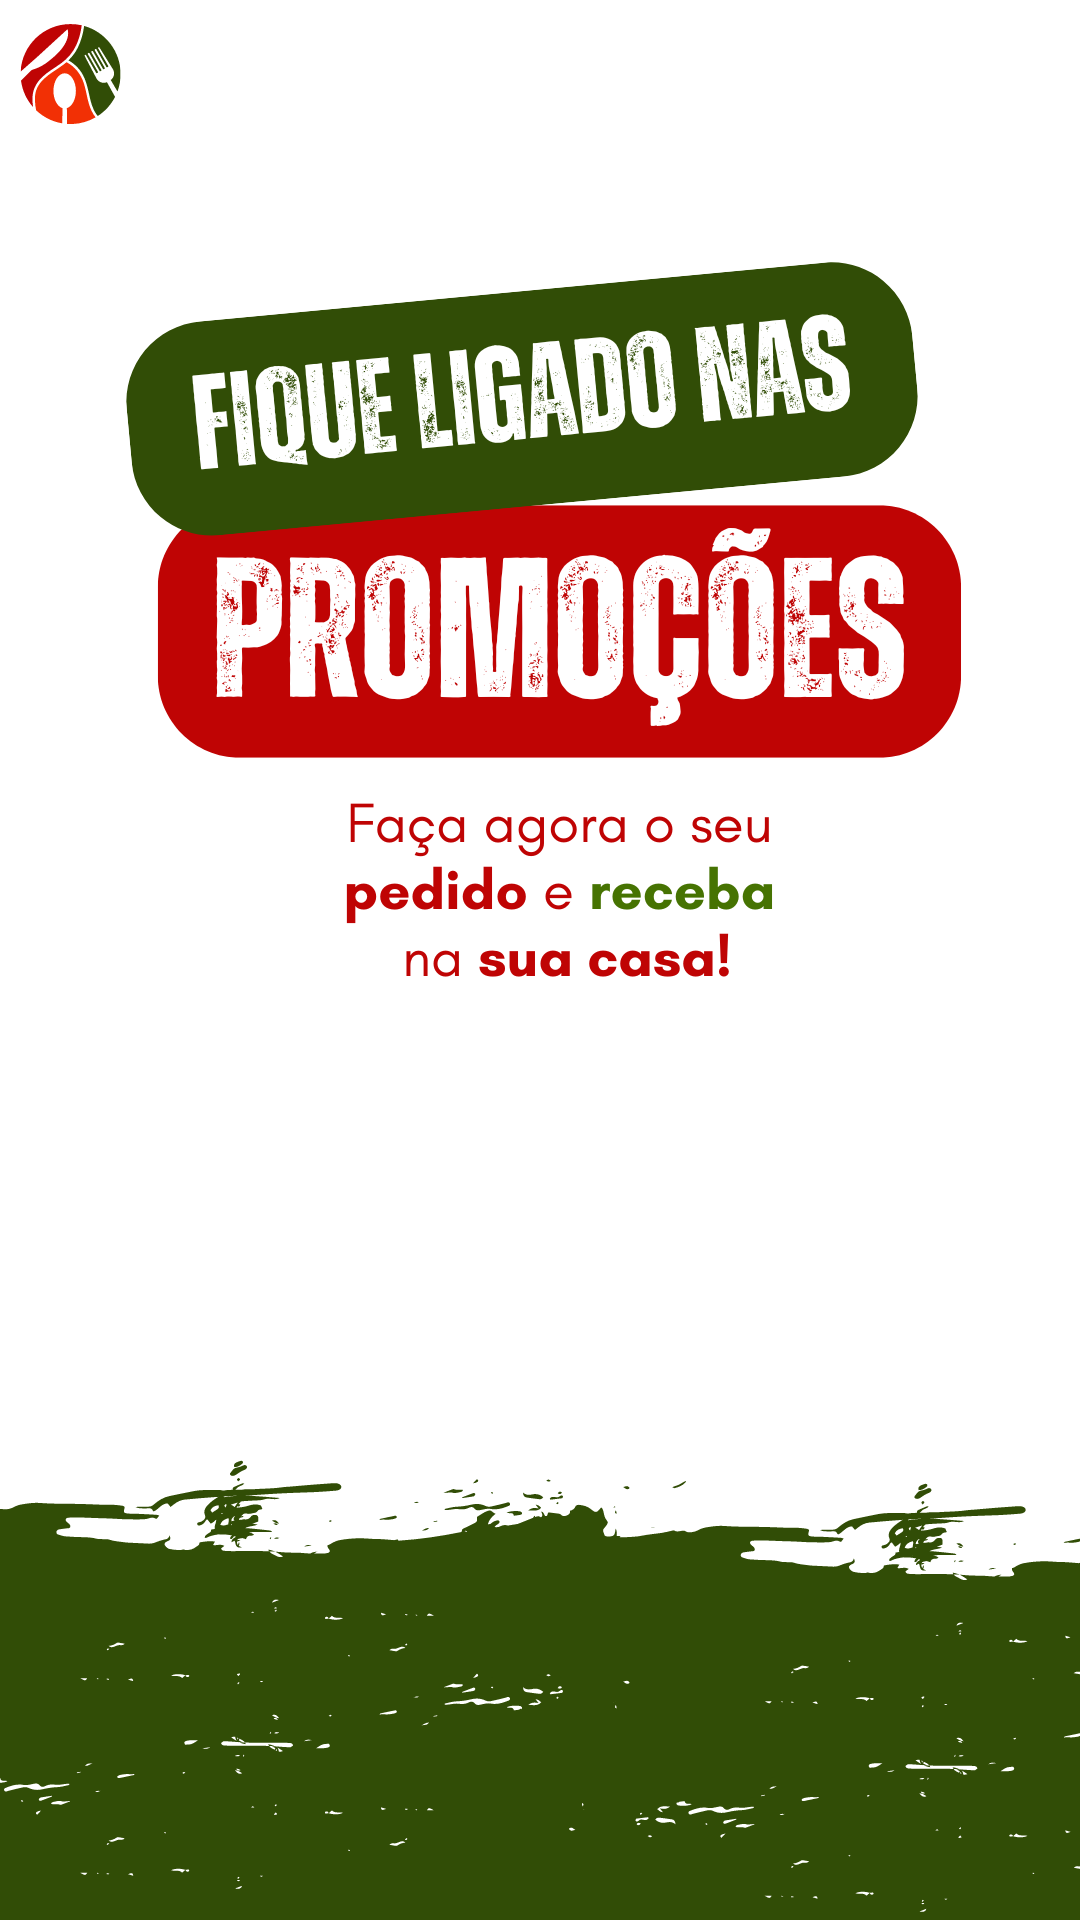 FIQUE LIGADO NAS
PROMOÇÕES
Faça agora o seu
pedido e receba
na sua casa!